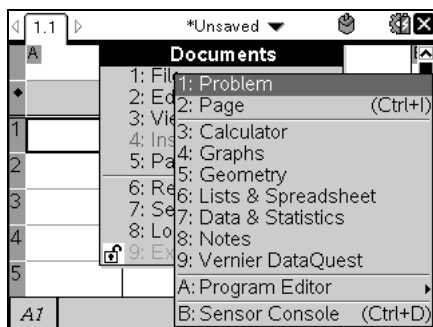 1.1 *Unsaved
A
Documents
1: File
2: Ed
3: Vie
4: Ins
5: Pa
6: Re
7: Se
8: Lo
9: Ex
1: Problem
2: Page (Ctrl+I)
3: Calculator
4: Graphs
5: Geometry
6: Lists & Spreadsheet
7: Data & Statistics
8: Notes
9: Vernier DataQuest
A: Program Editor
B: Sensor Console (Ctrl+D)
1
2
3
4
5
A1